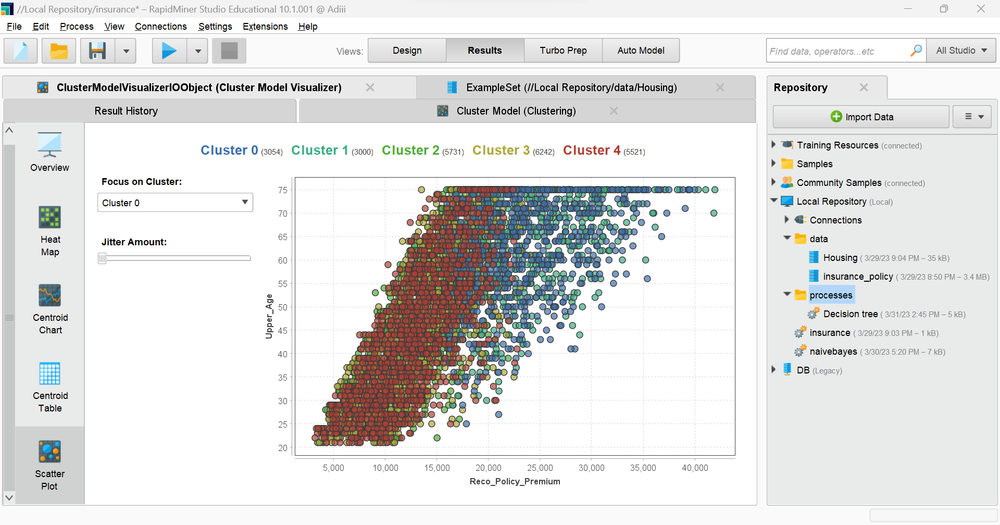 //Local Repository/insurance* – RapidMiner Studio Educational 10.1.001 @ Adiii
File Edit Process View Connections Settings Extensions Help
Views: Design Results Turbo Prep Auto Model
Find data, operators...etc All Studio
ClusterModelVisualizerIOObject (Cluster Model Visualizer)
ExampleSet (//Local Repository/data/Housing)
Result History
Cluster Model (Clustering)
Overview
Heat
Map
Centroid
Chart
Centroid
Table
Scatter
Plot
Cluster 0 (3054) Cluster 1 (3000) Cluster 2 (5731) Cluster 3 (6242) Cluster 4 (5521)
Focus on Cluster:
Cluster 0
Jitter Amount:
Upper_Age
75
70
65
60
55
50
45
40
35
30
25
20
5,000 10,000 15,000 20,000 25,000 30,000 35,000 40,000
Reco_Policy_Premium
Repository
Import Data
Training Resources (connected)
Samples
Community Samples (connected)
Local Repository (Local)
Connections
data
Housing ( 3/29/23 9:04 PM – 35 kB)
insurance_policy ( 3/29/23 8:50 PM – 3.4 MB)
processes
Decision tree ( 3/31/23 2:45 PM – 5 kB)
insurance ( 3/29/23 9:03 PM – 1 kB)
naivebayes ( 3/30/23 5:20 PM – 7 kB)
DB (Legacy)